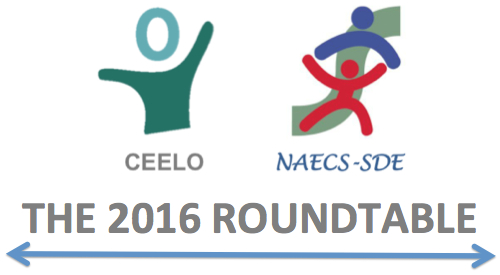 CEELO
NAECS-SDE
THE 2016 ROUNDTABLE